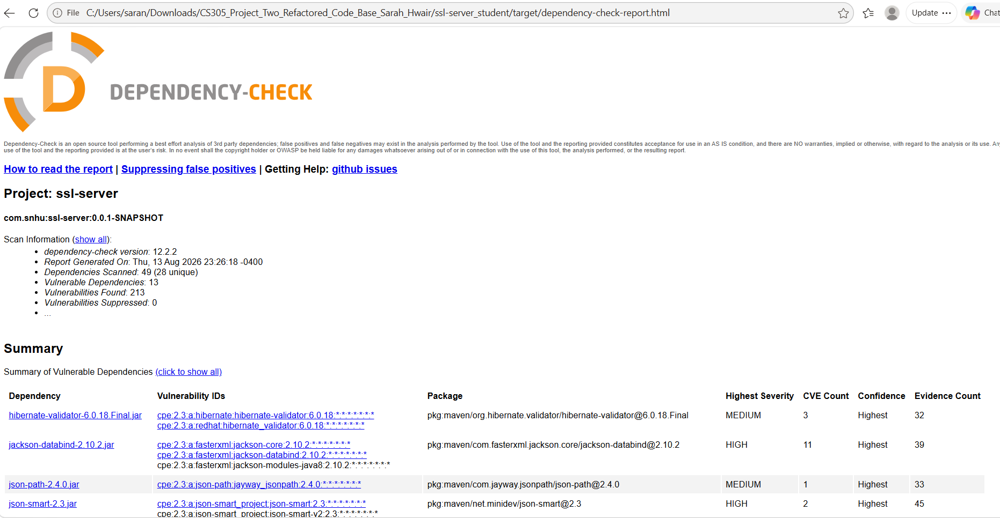 File C:/Users/saran/Downloads/CS305_Project_Two_Refactored_Code_Base_Sarah_Hwair/ssl-server_student/target/dependency-check-report.html Update Chat
DEPENDENCY-CHECK
Dependency-Check is an open source tool performing a best effort analysis of 3rd party dependencies; false positives and false negatives may exist in the analysis performed by the tool. Use of the tool and the reporting provided constitutes acceptance for use in an AS IS condition, and there are NO warranties, implied or otherwise, with regard to the analysis or its use. Any
use of the tool and the reporting provided is at the user's risk. In no event shall the copyright holder or OWASP be held liable for any damages whatsoever arising out of or in connection with the use of this tool, the analysis performed, or the resulting report.
How to read the report | Suppressing false positives | Getting Help: github issues
Project: ssl-server
com.snhu:ssl-server:0.0.1-SNAPSHOT
Scan Information (show all):
• dependency-check version: 12.2.2
• Report Generated On: Thu, 13 Aug 2026 23:26:18 -0400
• Dependencies Scanned: 49 (28 unique)
• Vulnerable Dependencies: 13
• Vulnerabilities Found: 213
• Vulnerabilities Suppressed: 0
• ...
Summary
Summary of Vulnerable Dependencies (click to show all)
Dependency Vulnerability IDs Package Highest Severity CVE Count Confidence Evidence Count
hibernate-validator-6.0.18.Final.jar cpe:2.3:a:hibernate:hibernate-validator:6.0.18:*:*:*:*:*:*:* pkg:maven/org.hibernate.validator/hibernate-validator@6.0.18.Final MEDIUM 3 Highest 32
cpe:2.3:a:redhat:hibernate_validator:6.0.18:*:*:*:*:*:*:*
jackson-databind-2.10.2.jar cpe:2.3:a:fasterxml:jackson-core:2.10.2:*:*:*:*:*:*:* pkg:maven/com.fasterxml.jackson.core/jackson-databind@2.10.2 HIGH 11 Highest 39
cpe:2.3:a:fasterxml:jackson-databind:2.10.2:*:*:*:*:*:*:*
cpe:2.3:a:fasterxml:jackson-modules-java8:2.10.2:*:*:*:*:*:*:*
json-path-2.4.0.jar cpe:2.3:a:json-path:jayway_jsonpath:2.4.0:*:*:*:*:*:*:* pkg:maven/com.jayway.jsonpath/json-path@2.4.0 MEDIUM 1 Highest 33
json-smart-2.3.jar cpe:2.3:a:json-smart_project:json-smart:2.3:*:*:*:*:*:*:* pkg:maven/net.minidev/json-smart@2.3 HIGH 2 Highest 45
cpe:2.3:a:json-smart_project:json-smart-v2:2.3:*:*:*:*:*:*:*